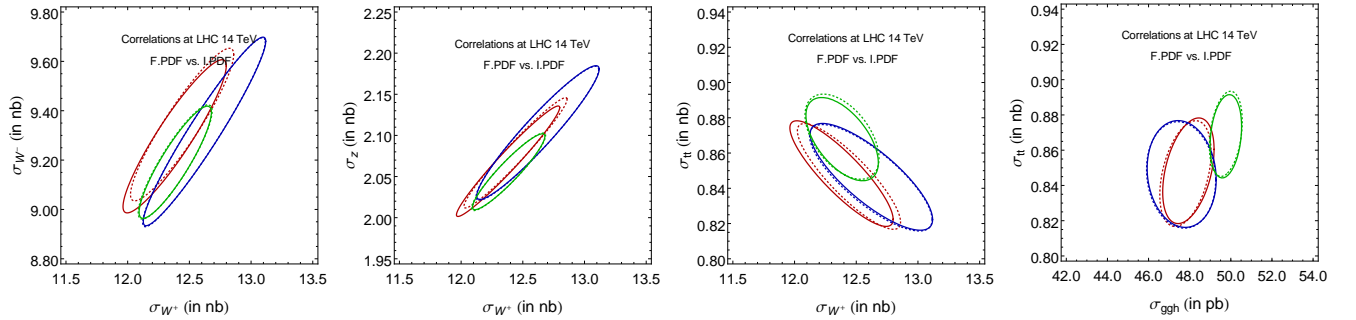 Correlations at LHC 14 TeV
F.PDF vs. I.PDF
σW⁻ (in nb)
9.80
9.60
9.40
9.20
9.00
8.80
11.5 12.0 12.5 13.0 13.5
σW⁺ (in nb)
Correlations at LHC 14 TeV
F.PDF vs. I.PDF
σz (in nb)
2.25
2.20
2.15
2.10
2.05
2.00
1.95
11.5 12.0 12.5 13.0 13.5
σW⁺ (in nb)
Correlations at LHC 14 TeV
F.PDF vs. I.PDF
σtt (in nb)
0.94
0.92
0.90
0.88
0.86
0.84
0.82
0.80
11.5 12.0 12.5 13.0 13.5
σW⁺ (in nb)
Correlations at LHC 14 TeV
F.PDF vs. I.PDF
σtt (in nb)
0.94
0.92
0.90
0.88
0.86
0.84
0.82
0.80
42.0 44.0 46.0 48.0 50.0 52.0 54.0
σggh (in pb)